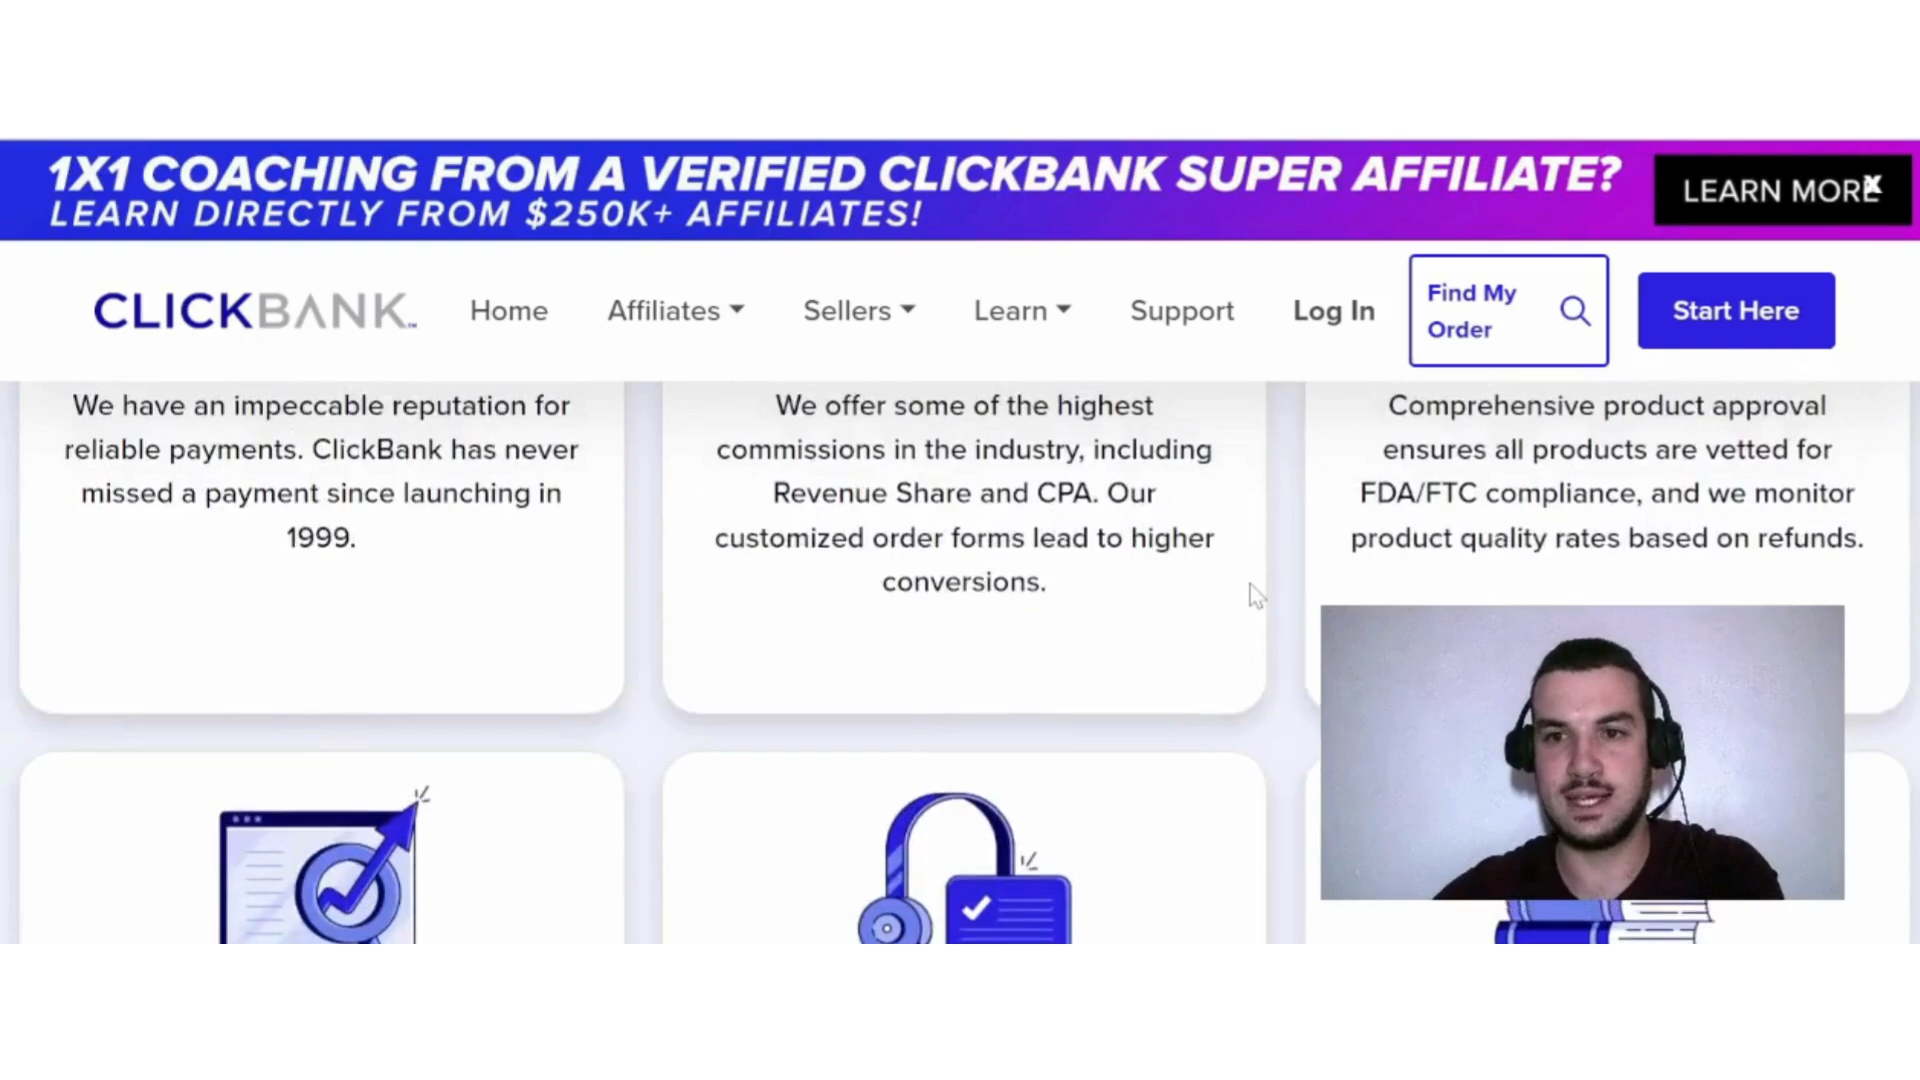 1X1 COACHING FROM A VERIFIED CLICKBANK SUPER AFFILIATE?
LEARN DIRECTLY FROM $250K+ AFFILIATES!
LEARN MORE
CLICKBANK
Home
Affiliates
Sellers
Learn
Support
Log In
Find My
Order
Start Here
We have an impeccable reputation for
reliable payments. ClickBank has never
missed a payment since launching in
1999.
We offer some of the highest
commissions in the industry, including
Revenue Share and CPA. Our
customized order forms lead to higher
conversions.
Comprehensive product approval
ensures all products are vetted for
FDA/FTC compliance, and we monitor
product quality rates based on refunds.